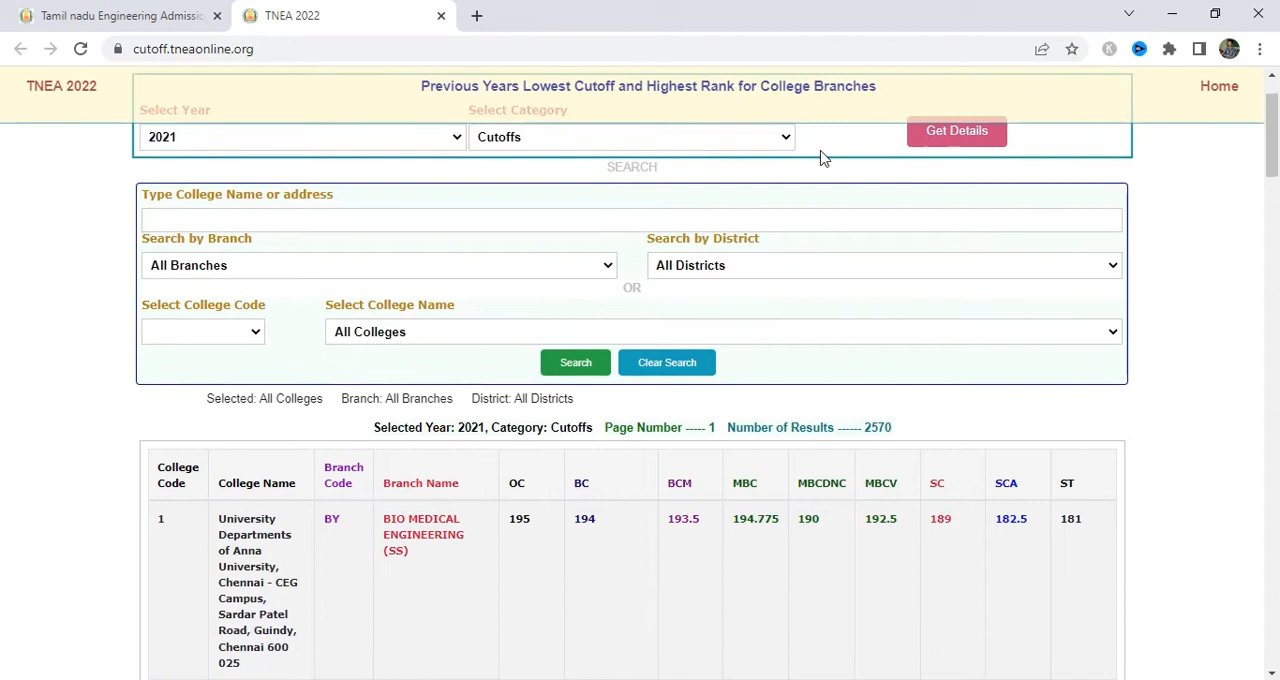 Tamil nadu Engineering Admissio
TNEA 2022
cutoff.tneaonline.org
K
TNEA 2022
Previous Years Lowest Cutoff and Highest Rank for College Branches
Home
Select Year
Select Category
2021
Cutoffs
Get Details
SEARCH
Type College Name or address
Search by Branch
Search by District
All Branches
All Districts
OR
Select College Code
Select College Name
All Colleges
Search
Clear Search
Selected: All Colleges Branch: All Branches District: All Districts
Selected Year: 2021, Category: Cutoffs Page Number ----- 1 Number of Results ------ 2570
College Code
College Name
Branch Code
Branch Name
OC
BC
BCM
MBC
MBCDNC
MBCV
SC
SCA
ST
1
University
Departments
of Anna
University,
Chennai - CEG
Campus,
Sardar Patel
Road, Guindy,
Chennai 600
025
BY
BIO MEDICAL
ENGINEERING
(SS)
195
194
193.5
194.775
190
192.5
189
182.5
181